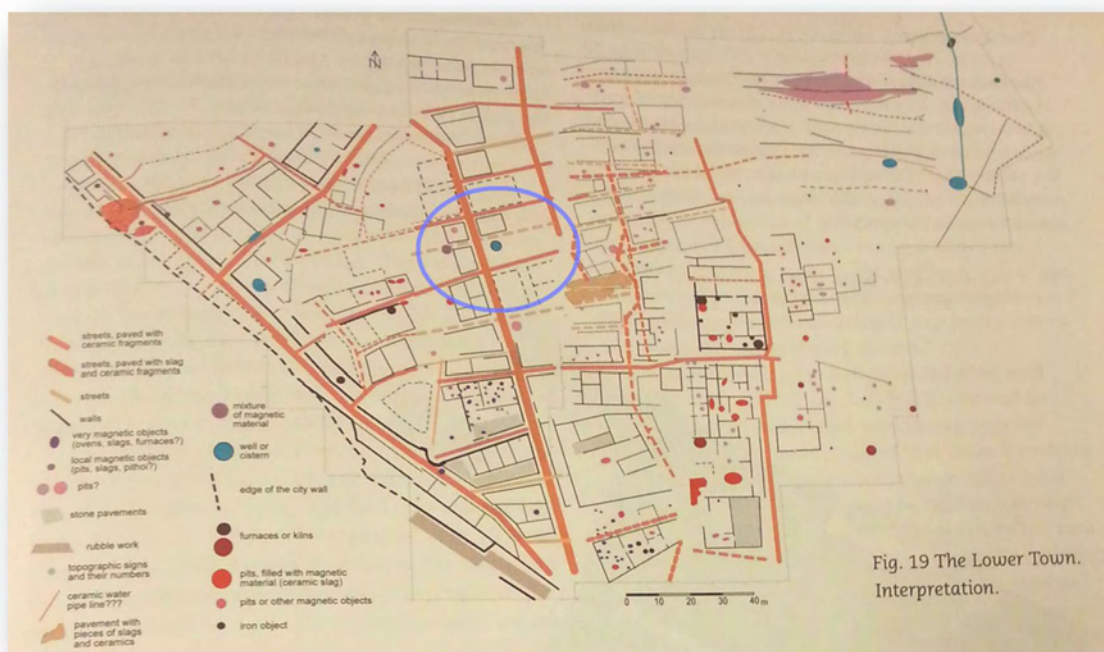 N
streets, paved with
ceramic fragments
streets, paved with slag
and ceramic fragments
streets
walls
very magnetic objects
(ovens, slags, furnaces?)
local magnetic objects
(pits, slags, pithoi?)
pits?
stone pavements
rubble work
topographic signs
and their numbers
ceramic water
pipe line???
pavement with
pieces of slags
and ceramics
mixture
of magnetic
material
well or
cistern
edge of the city wall
furnaces or kilns
pits, filled with magnetic
material (ceramic slag)
pits or other magnetic objects
iron object
0 10 20 30 40 m
Fig. 19 The Lower Town.
Interpretation.